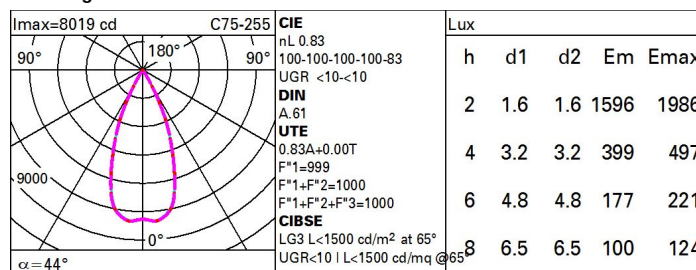 Imax=8019 cd C75-255
90° 180° 90°
9000
0°
α=44°
CIE
nL 0.83
100-100-100-100-83
UGR <10-<10
DIN
A.61
UTE
0.83A+0.00T
F"1=999
F"1+F"2=1000
F"1+F"2+F"3=1000
CIBSE
LG3 L<1500 cd/m² at 65°
UGR<10 | L<1500 cd/mq @65°
Lux
h d1 d2 Em Emax
2 1.6 1.6 1596 1986
4 3.2 3.2 399 497
6 4.8 4.8 177 221
8 6.5 6.5 100 124